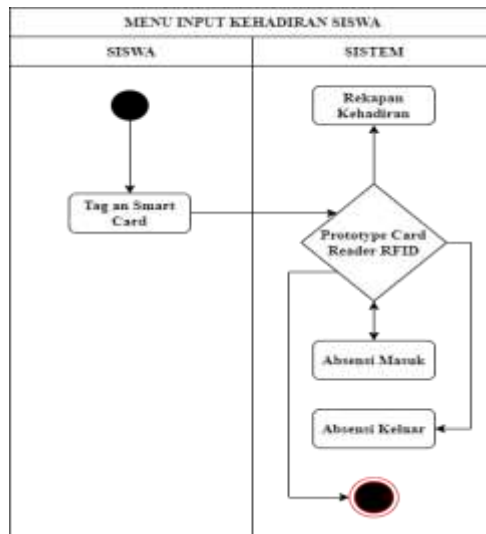 MENU INPUT KEHADIRAN SISWA
SISWA
SISTEM
Rekapan
Kehadiran
Tag an Smart
Card
Prototype Card
Reader RFID
Absensi Masuk
Absensi Keluar